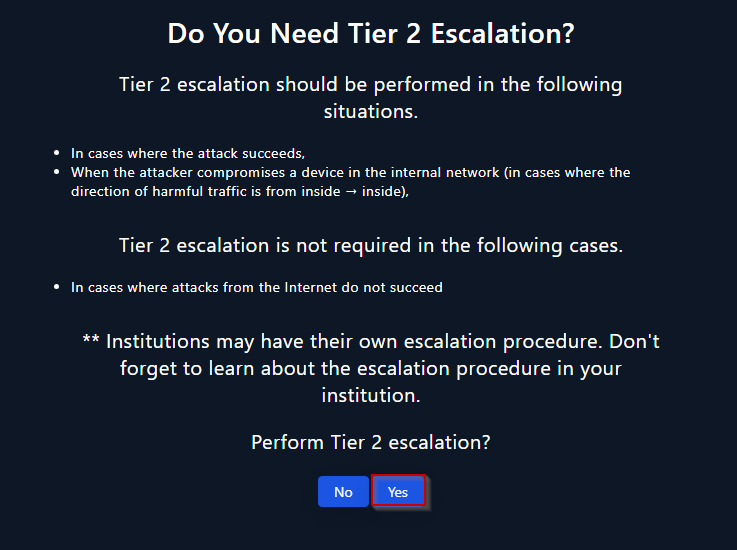 Do You Need Tier 2 Escalation?
Tier 2 escalation should be performed in the following
situations.
• In cases where the attack succeeds,
• When the attacker compromises a device in the internal network (in cases where the
direction of harmful traffic is from inside → inside),
Tier 2 escalation is not required in the following cases.
• In cases where attacks from the Internet do not succeed
** Institutions may have their own escalation procedure. Don't
forget to learn about the escalation procedure in your
institution.
Perform Tier 2 escalation?
No Yes